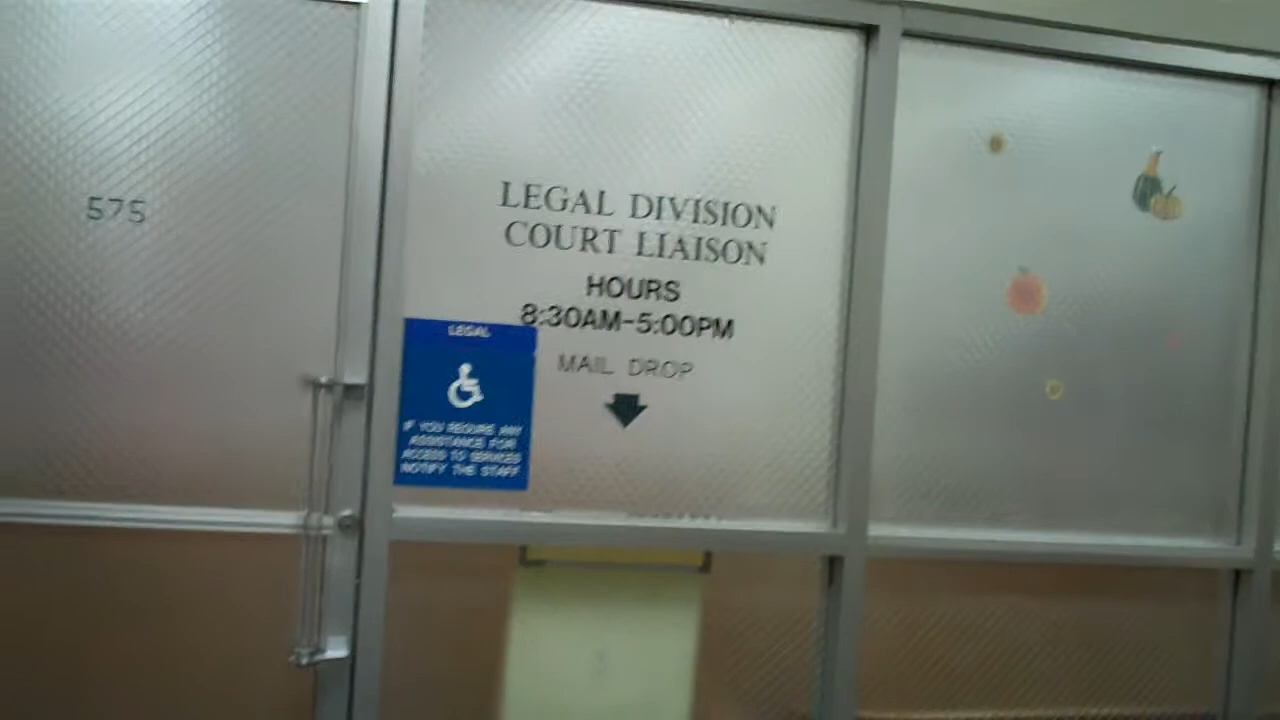 575
LEGAL DIVISION
COURT LIAISON
HOURS
8:30AM-5:00PM
MAIL DROP
LEGAL
IF YOU REQUIRE ANY
ASSISTANCE FOR
ACCESS TO SERVICES
NOTIFY THE STAFF